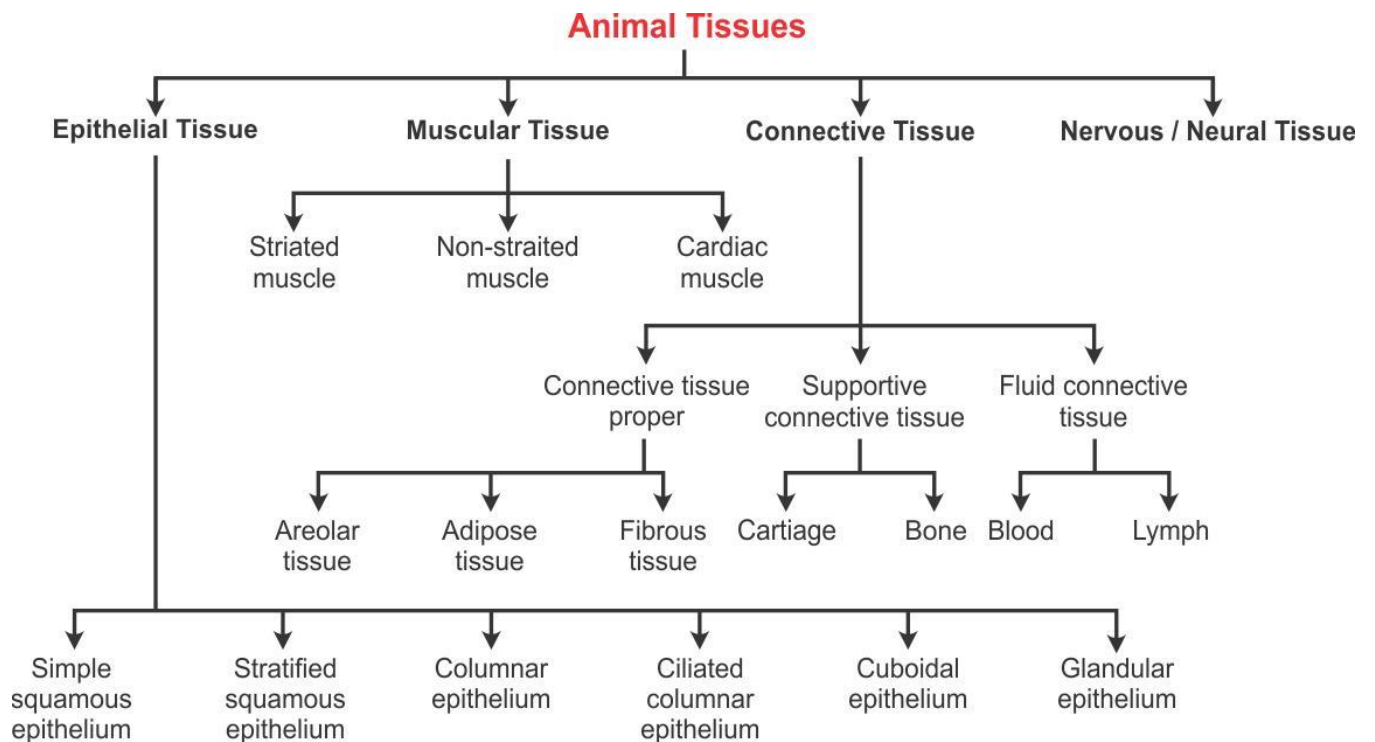 Animal Tissues
Epithelial Tissue
Muscular Tissue
Connective Tissue
Nervous / Neural Tissue
Striated
muscle
Non-straited
muscle
Cardiac
muscle
Connective tissue
proper
Supportive
connective tissue
Fluid connective
tissue
Areolar
tissue
Adipose
tissue
Fibrous
tissue
Cartiage
Bone
Blood
Lymph
Simple
squamous
epithelium
Stratified
squamous
epithelium
Columnar
epithelium
Ciliated
columnar
epithelium
Cuboidal
epithelium
Glandular
epithelium